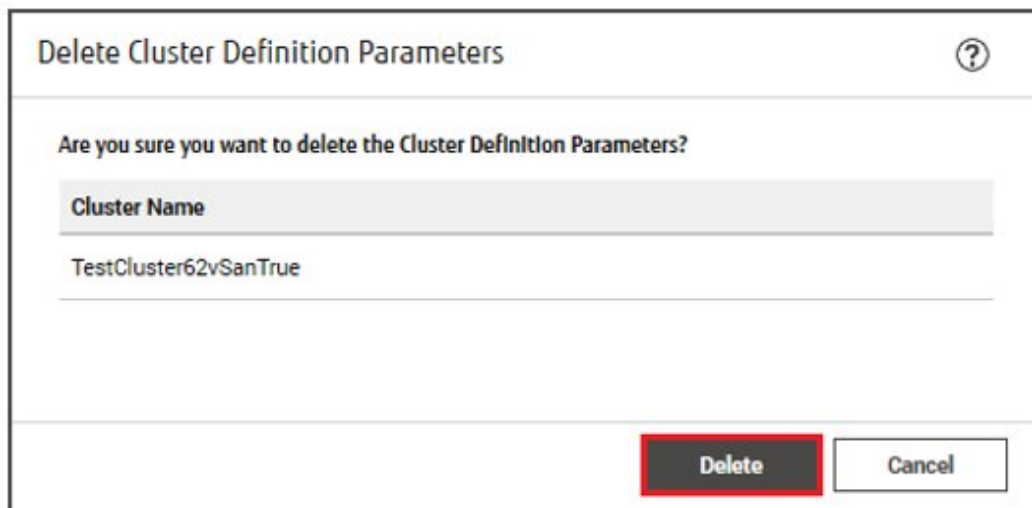 Delete Cluster Definition Parameters
?
Are you sure you want to delete the Cluster Definition Parameters?
Cluster Name
TestCluster62vSanTrue
Delete
Cancel